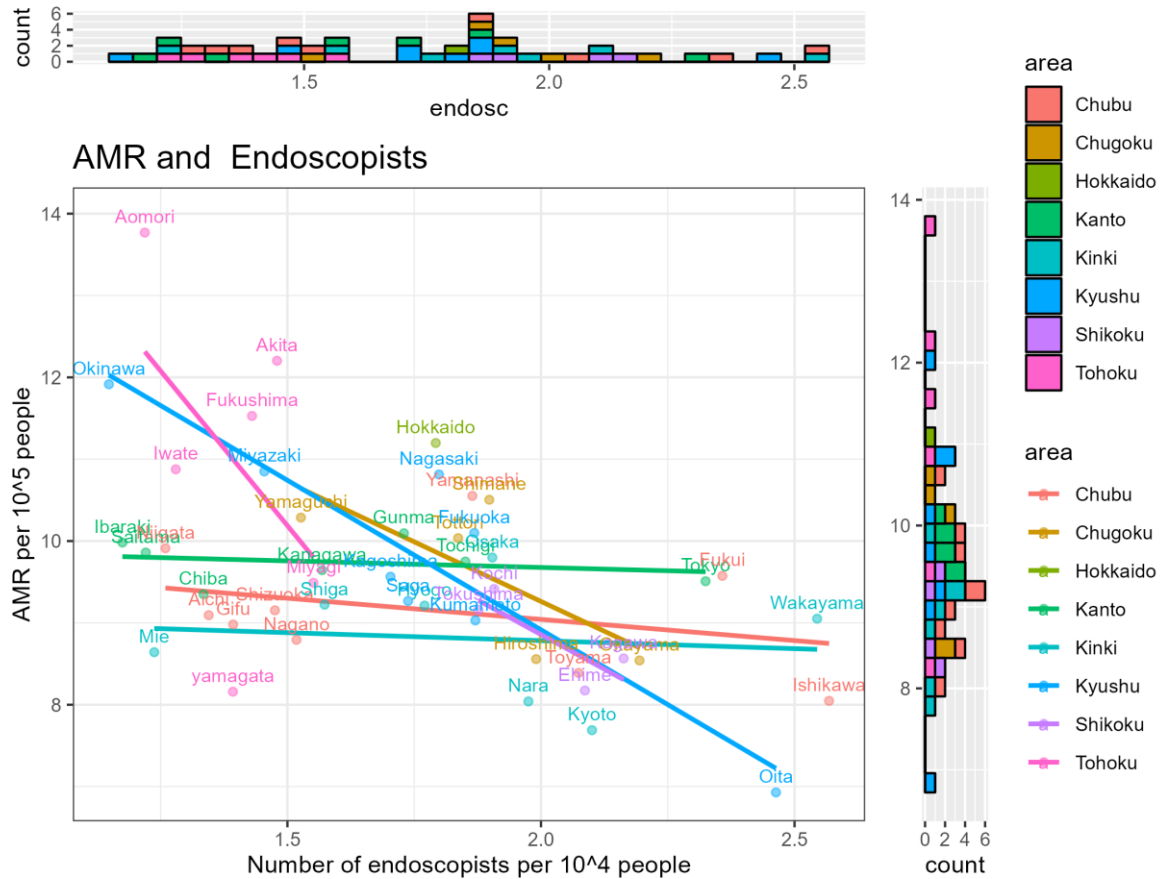 count
6
4
2
0
1.5
2.0
2.5
endosc
AMR and  Endoscopists
AMR per 10^5 people
14
12
10
8
Aomori
Akita
Okinawa
Fukushima
Hokkaido
Iwate
Miyazaki
Nagasaki
Yamanashi
Shimane
Yamaguchi
Gunma
Tottori
Fukuoka
Ibaraki
Saitama
Niigata
Kanagawa
Tochigi
Osaka
Miyagi
Kagoshima
Kochi
Tokyo
Fukui
Chiba
Aichi
Gifu
Shizuoka
Shiga
Saga
Hyogo
Tokushima
Kumamoto
Wakayama
Mie
Nagano
Hiroshima
Kagawa
Okayama
Toyama
yamagata
Nara
Ehime
Ishikawa
Kyoto
Oita
1.5
2.0
2.5
Number of endoscopists per 10^4 people
14
12
10
8
0 2 4 6
count
area
Chubu
Chugoku
Hokkaido
Kanto
Kinki
Kyushu
Shikoku
Tohoku
area
Chubu
Chugoku
Hokkaido
Kanto
Kinki
Kyushu
Shikoku
Tohoku